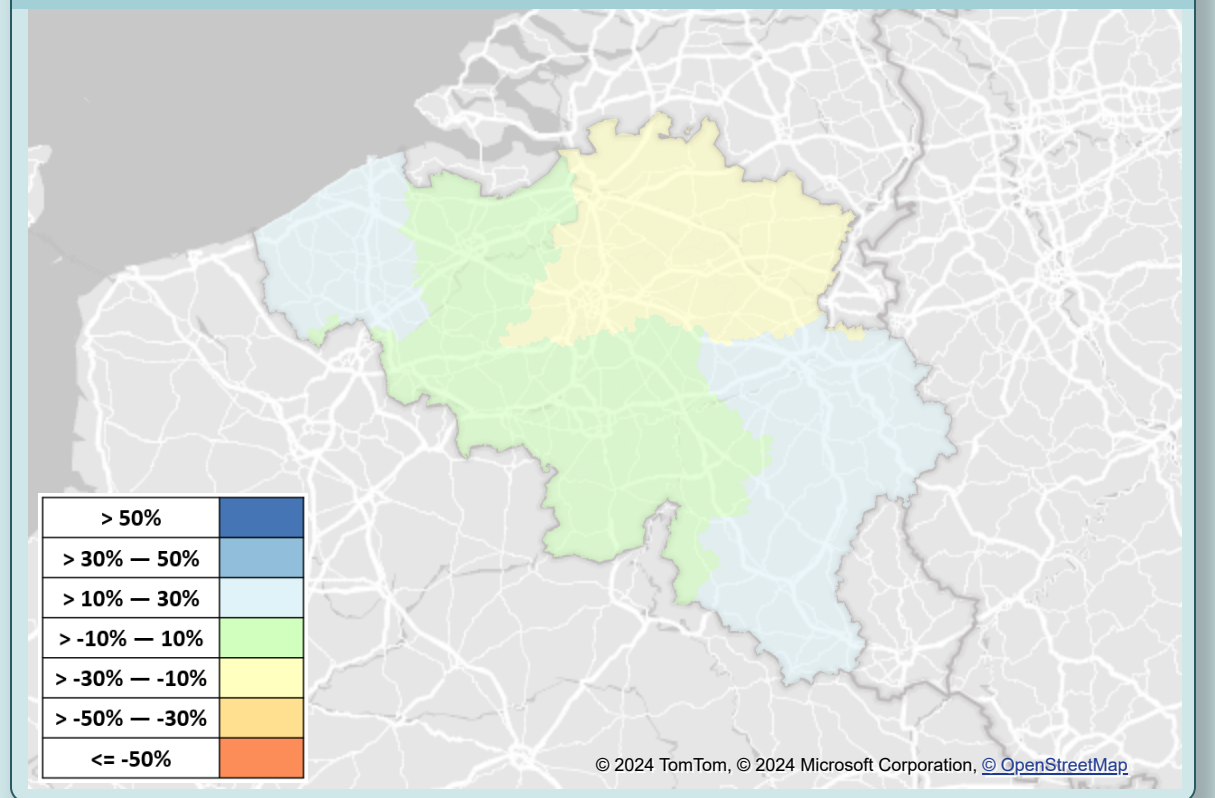 > 50%
> 30% — 50%
> 10% — 30%
> -10% — 10%
> -30% — -10%
> -50% — -30%
<= -50%
© 2024 TomTom, © 2024 Microsoft Corporation, © OpenStreetMap